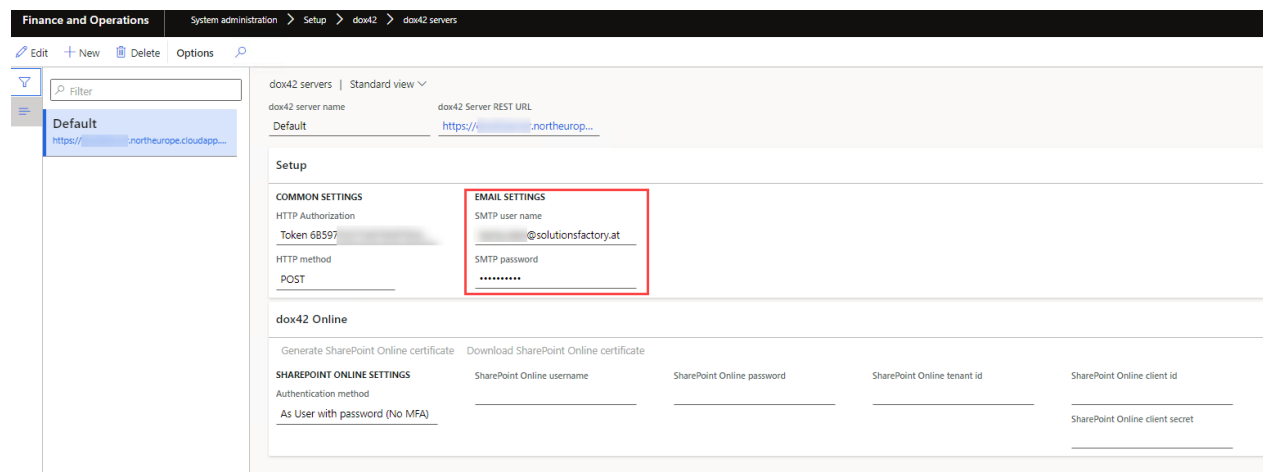 Finance and Operations System administration > Setup > dox42 > dox42 servers
Edit + New Delete Options
Filter
Default
https:// .northeurope.cloudapp....
dox42 servers | Standard view
dox42 server name dox42 Server REST URL
Default https:// .northeurop...
Setup
COMMON SETTINGS EMAIL SETTINGS
HTTP Authorization SMTP user name
Token 6B597 @solutionsfactory.at
HTTP method SMTP password
POST ••••••••••
dox42 Online
Generate SharePoint Online certificate Download SharePoint Online certificate
SHAREPOINT ONLINE SETTINGS SharePoint Online username SharePoint Online password SharePoint Online tenant id SharePoint Online client id
Authentication method
As User with password (No MFA)
SharePoint Online client secret